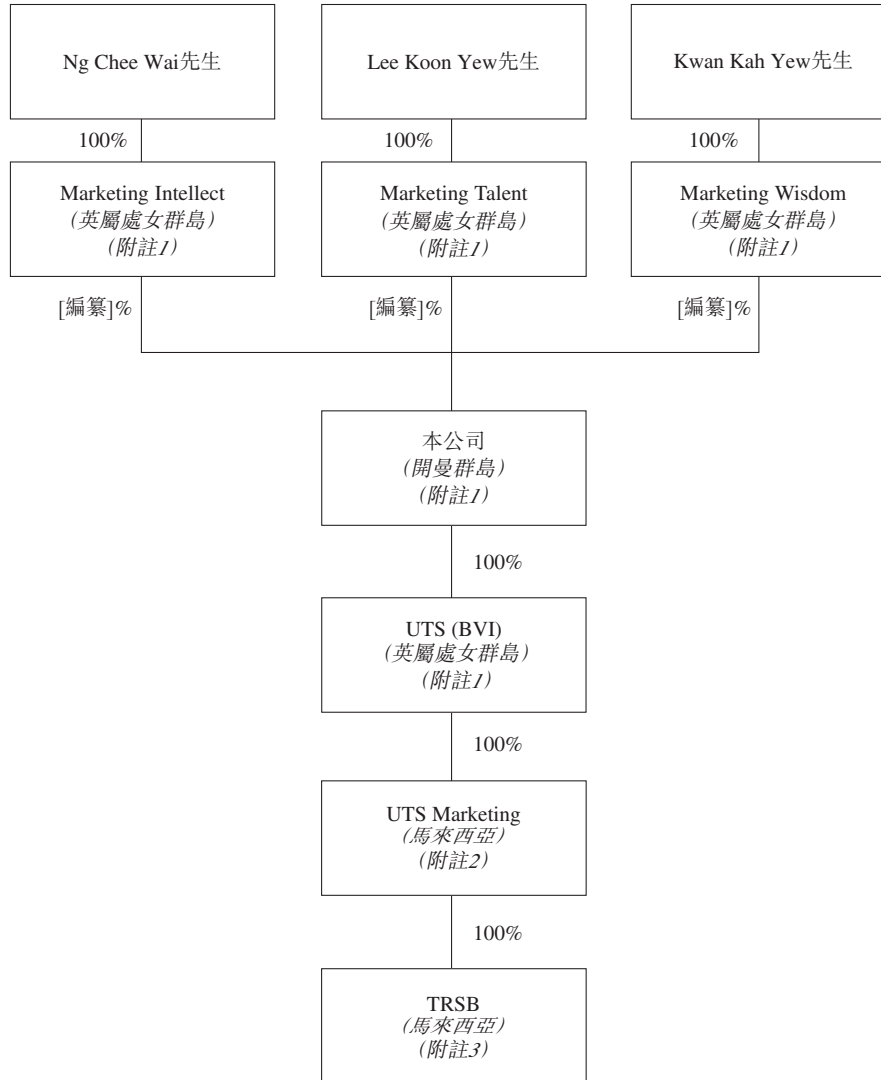 Ng Chee Wai先生
Lee Koon Yew先生
Kwan Kah Yew先生
100%
100%
100%
Marketing Intellect
(英屬處女群島)
(附註1)
Marketing Talent
(英屬處女群島)
(附註1)
Marketing Wisdom
(英屬處女群島)
(附註1)
[編纂]%
[編纂]%
[編纂]%
本公司
(開曼群島)
(附註1)
100%
UTS (BVI)
(英屬處女群島)
(附註1)
100%
UTS Marketing
(馬來西亞)
(附註2)
100%
TRSB
(馬來西亞)
(附註3)